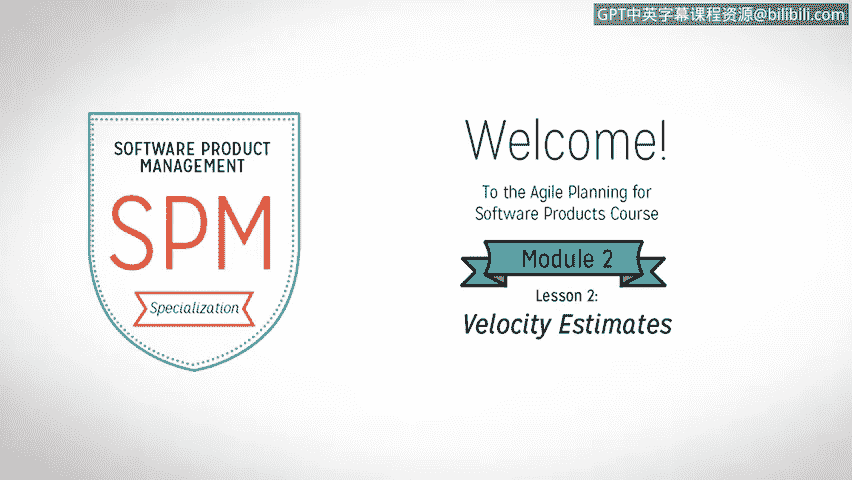 GPT中英字幕课程资源@bilibili.com
SOFTWARE PRODUCT
MANAGEMENT
SPM
Specialization
Welcome!
To the Agile Planning for
Software Products Course
Module 2
Lesson 2:
Velocity Estimates